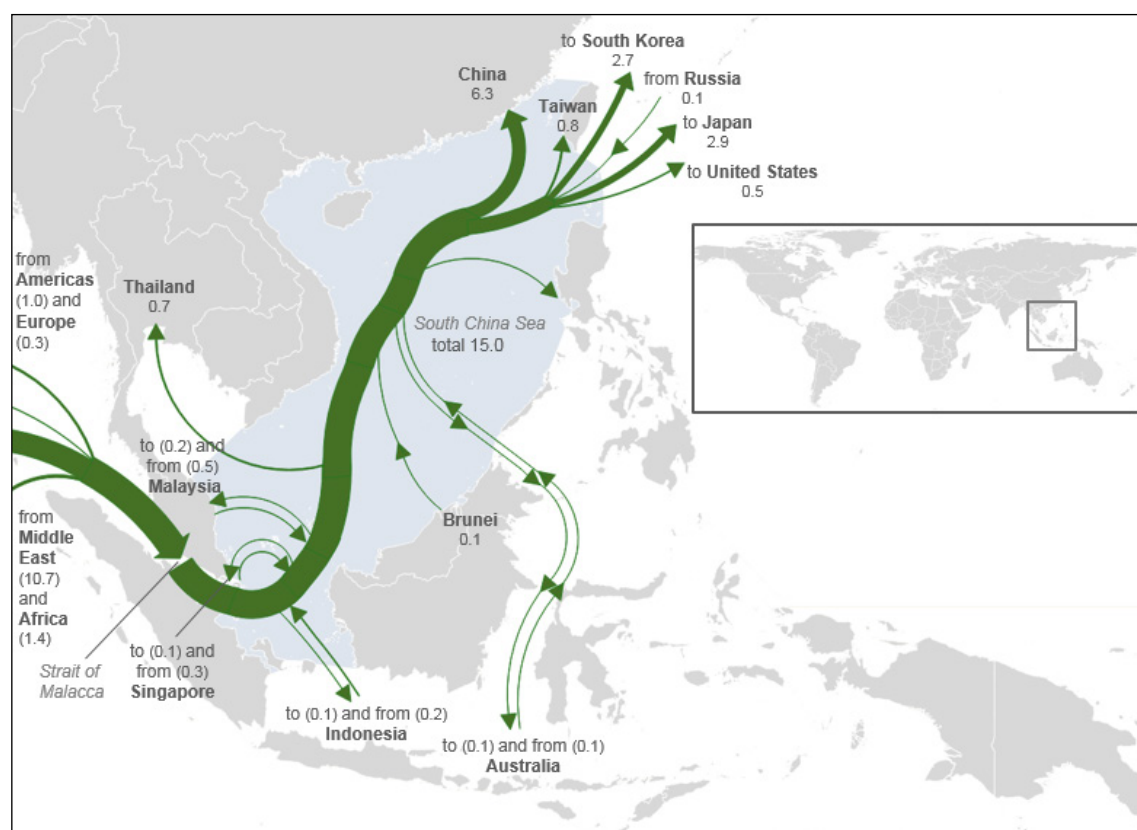 to South Korea
2.7
from Russia
0.1
to Japan
2.9
to United States
0.5
China
6.3
Taiwan
0.8
from
Americas
(1.0) and
Europe
(0.3)
Thailand
0.7
South China Sea
total 15.0
to (0.2) and
from (0.5)
Malaysia
Brunei
0.1
from
Middle
East
(10.7)
and
Africa
(1.4)
Strait of
Malacca
to (0.1) and
from (0.3)
Singapore
to (0.1) and from (0.2)
Indonesia
to (0.1) and from (0.1)
Australia